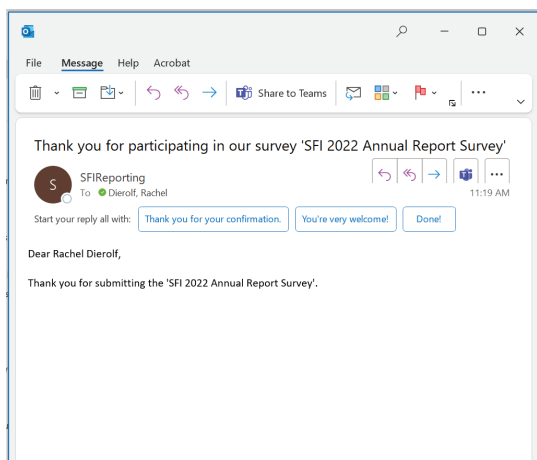 File Message Help Acrobat
Share to Teams
Thank you for participating in our survey 'SFI 2022 Annual Report Survey'
S
SFIReporting
To Dierolf, Rachel
11:19 AM
Start your reply all with: Thank you for your confirmation. You're very welcome! Done!
Dear Rachel Dierolf,
Thank you for submitting the 'SFI 2022 Annual Report Survey'.